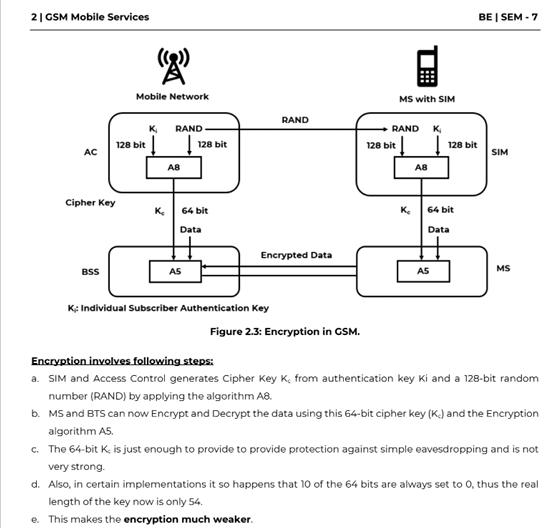 2 | GSM Mobile Services BE | SEM - 7
Mobile Network
MS with SIM
RAND
Ki RAND
RAND Ki
128 bit 128 bit
128 bit 128 bit
AC
SIM
A8
A8
Cipher Key
Kc 64 bit
Kc 64 bit
Data
Data
Encrypted Data
BSS
A5
A5
MS
Ki: Individual Subscriber Authentication Key
Figure 2.3: Encryption in GSM.
Encryption involves following steps:
a. SIM and Access Control generates Cipher Key Kc from authentication key Ki and a 128-bit random
number (RAND) by applying the algorithm A8.
b. MS and BTS can now Encrypt and Decrypt the data using this 64-bit cipher key (Kc) and the Encryption
algorithm A5.
c. The 64-bit Kc is just enough to provide to provide protection against simple eavesdropping and is not
very strong.
d. Also, in certain implementations it so happens that 10 of the 64 bits are always set to 0, thus the real
length of the key now is only 54.
e. This makes the encryption much weaker.